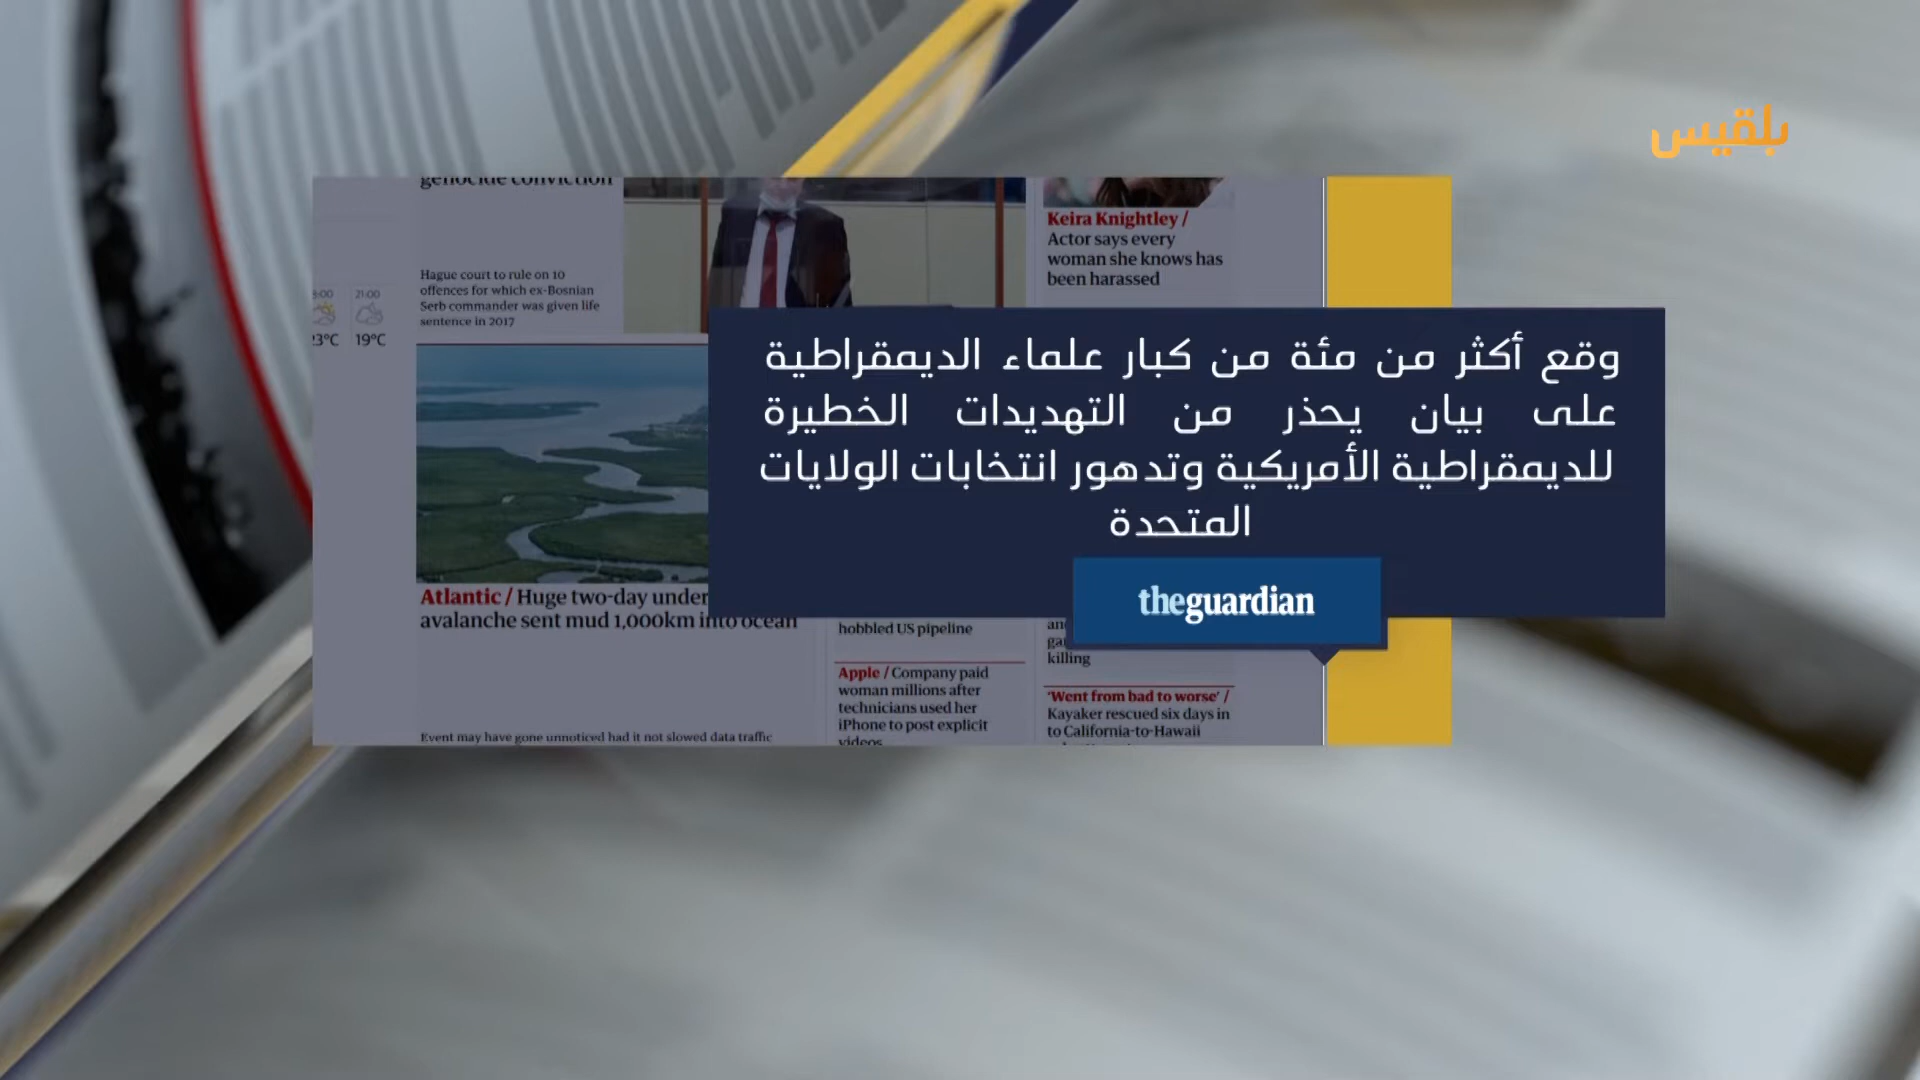 بلقيس
genocide conviction
Hague court to rule on 10
offences for which ex-Bosnian
Serb commander was given life
sentence in 2017
21:00
19°C
Keira Knightley /
Actor says every
woman she knows has
been harassed
وقع أكثر من مئة من كبار علماء الديمقراطية
على بيان يحذر من التهديدات الخطيرة
للديمقراطية الأمريكية وتدهور انتخابات الولايات
المتحدة
theguardian
Atlantic / Huge two-day under
avalanche sent mud 1,000km into ocean
Event may have gone unnoticed had it not slowed data traffic
hobbled US pipeline
Apple / Company paid
woman millions after
technicians used her
iPhone to post explicit
videos
killing
'Went from bad to worse' /
Kayaker rescued six days in
to California-to-Hawaii